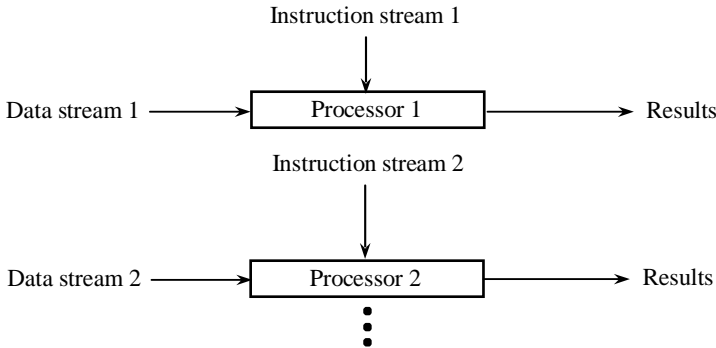 Instruction stream 1
Data stream 1 Processor 1 Results
Instruction stream 2
Data stream 2 Processor 2 Results